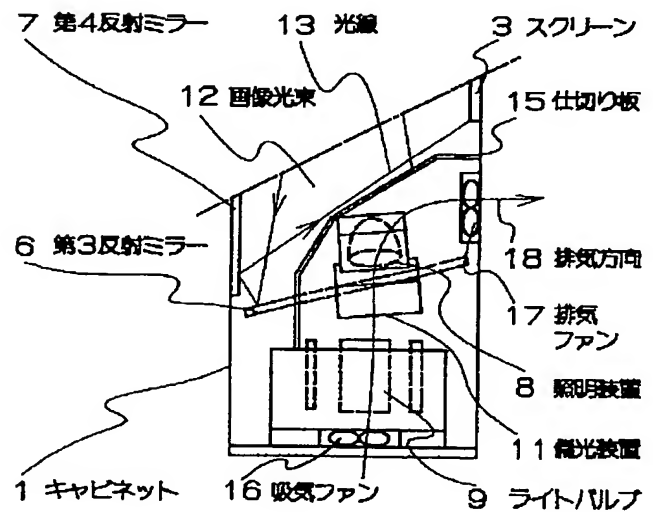 7 第4反射ミラー
13 光線
3 スクリーン
12 画像光束
15 仕切り板
6 第3反射ミラー
18 排気方向
17 排気
ファン
8 照明装置
11 偏光装置
1 キャビネット
16 吸気ファン
9 ライトバルブ